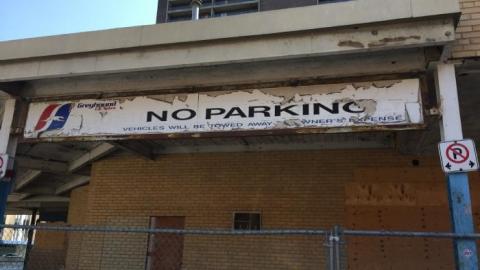 Greyhound
NO PARKING
VEHICLES WILL BE TOWED AWAY OWNER'S EXPENSE
P
P